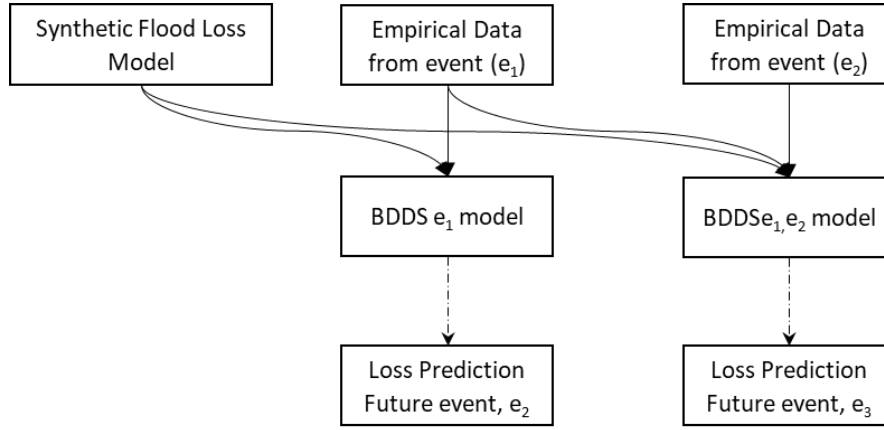 Synthetic Flood Loss
Model
Empirical Data
from event (e₁)
Empirical Data
from event (e₂)
BDDS e₁ model
BDDSe₁,e₂ model
Loss Prediction
Future event, e₂
Loss Prediction
Future event, e₃